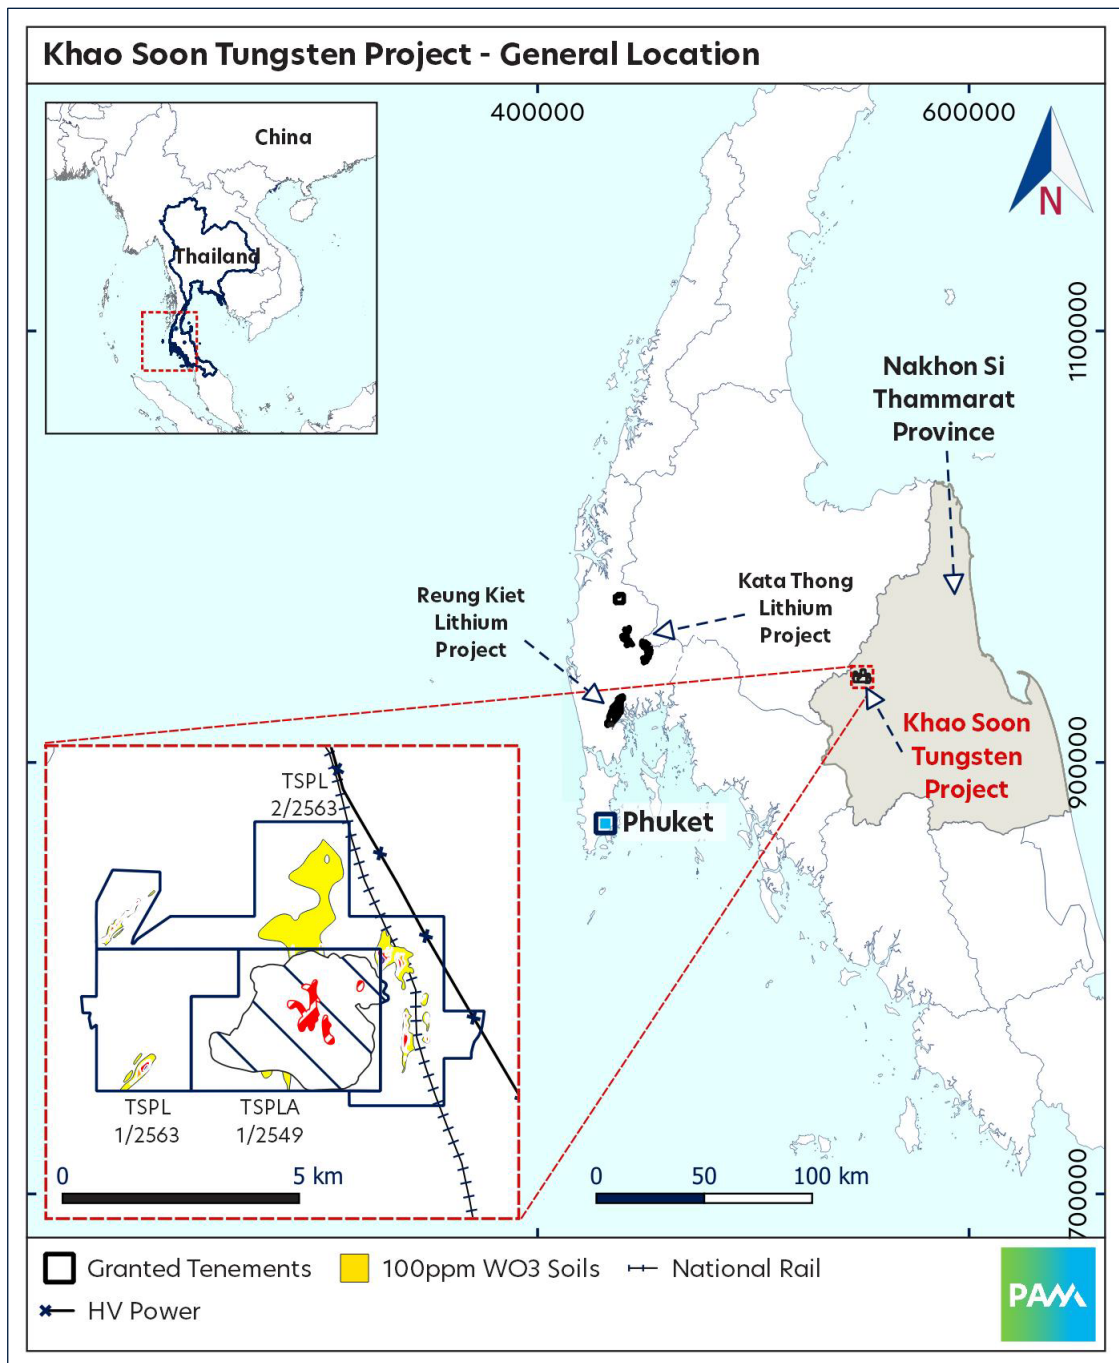 Khao Soon Tungsten Project - General Location
400000
600000
China
Thailand
N
1100000
Nakhon Si
Thammarat
Province
Kata Thong
Lithium
Project
Reung Kiet
Lithium
Project
Khao Soon
Tungsten
Project
900000
Phuket
TSPL
2/2563
TSPL
1/2563
TSPLA
1/2549
0
5 km
0
50
100 km
700000
Granted Tenements
100ppm WO3 Soils
National Rail
HV Power
PAM